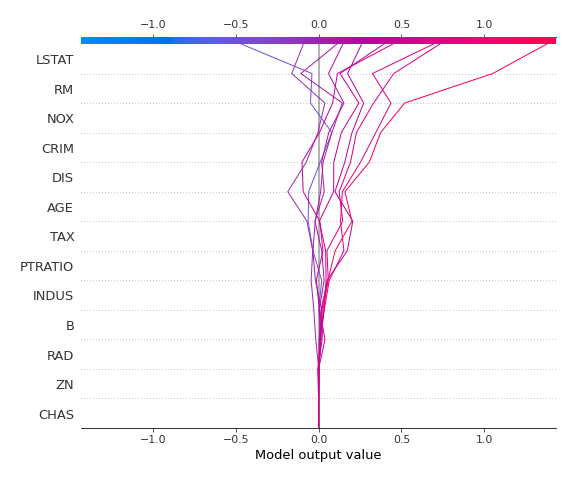 −1.0 −0.5 0.0 0.5 1.0
LSTAT
RM
NOX
CRIM
DIS
AGE
TAX
PTRATIO
INDUS
B
RAD
ZN
CHAS
−1.0 −0.5 0.0 0.5 1.0
Model output value